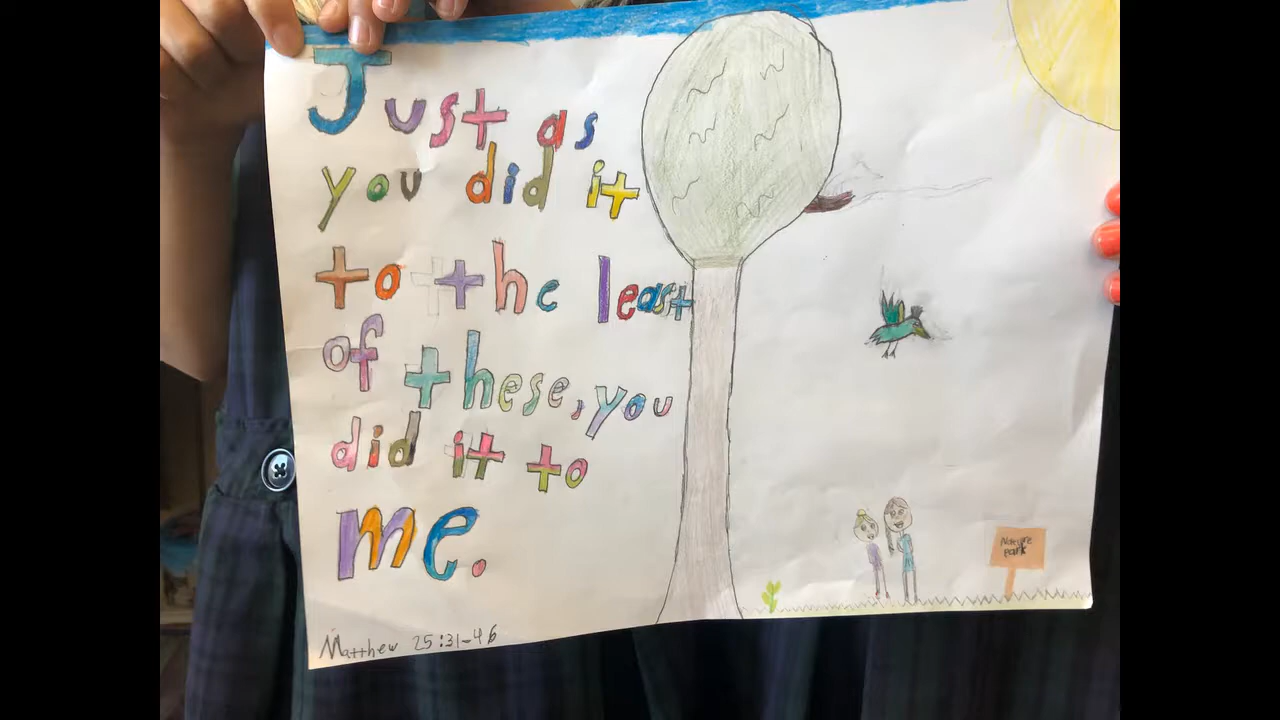 Just as
you did it
to the least
of these, you
did it to
me.
Matthew 25:31-46
park